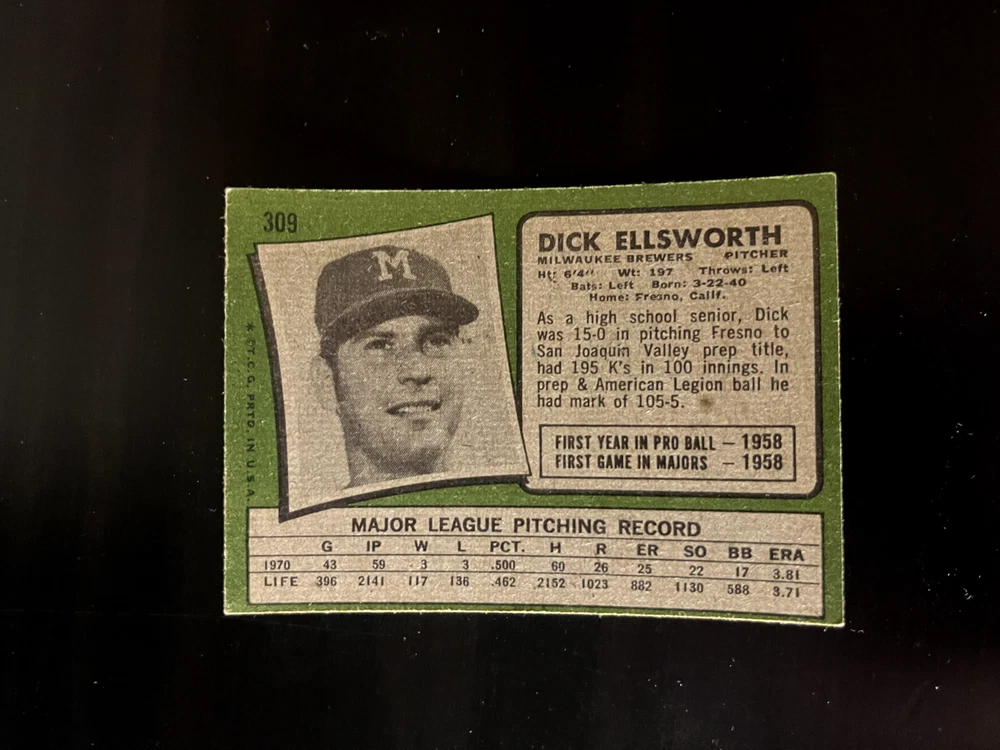 309
M
* ©T.C.G. PRTD. IN U.S.A.
DICK ELLSWORTH
MILWAUKEE BREWERS PITCHER
Ht: 6'4" Wt: 197 Throws: Left
Bats: Left Born: 3-22-40
Home: Fresno, Calif.
As a high school senior, Dick
was 15-0 in pitching Fresno to
San Joaquin Valley prep title,
had 195 K's in 100 innings. In
prep & American Legion ball he
had mark of 105-5.
FIRST YEAR IN PRO BALL – 1958
FIRST GAME IN MAJORS – 1958
MAJOR LEAGUE PITCHING RECORD
G IP W L PCT. H R ER SO BB ERA
1970 43 59 3 3 .500 60 26 25 22 17 3.81
LIFE 396 2141 117 136 .462 2152 1023 882 1130 588 3.71